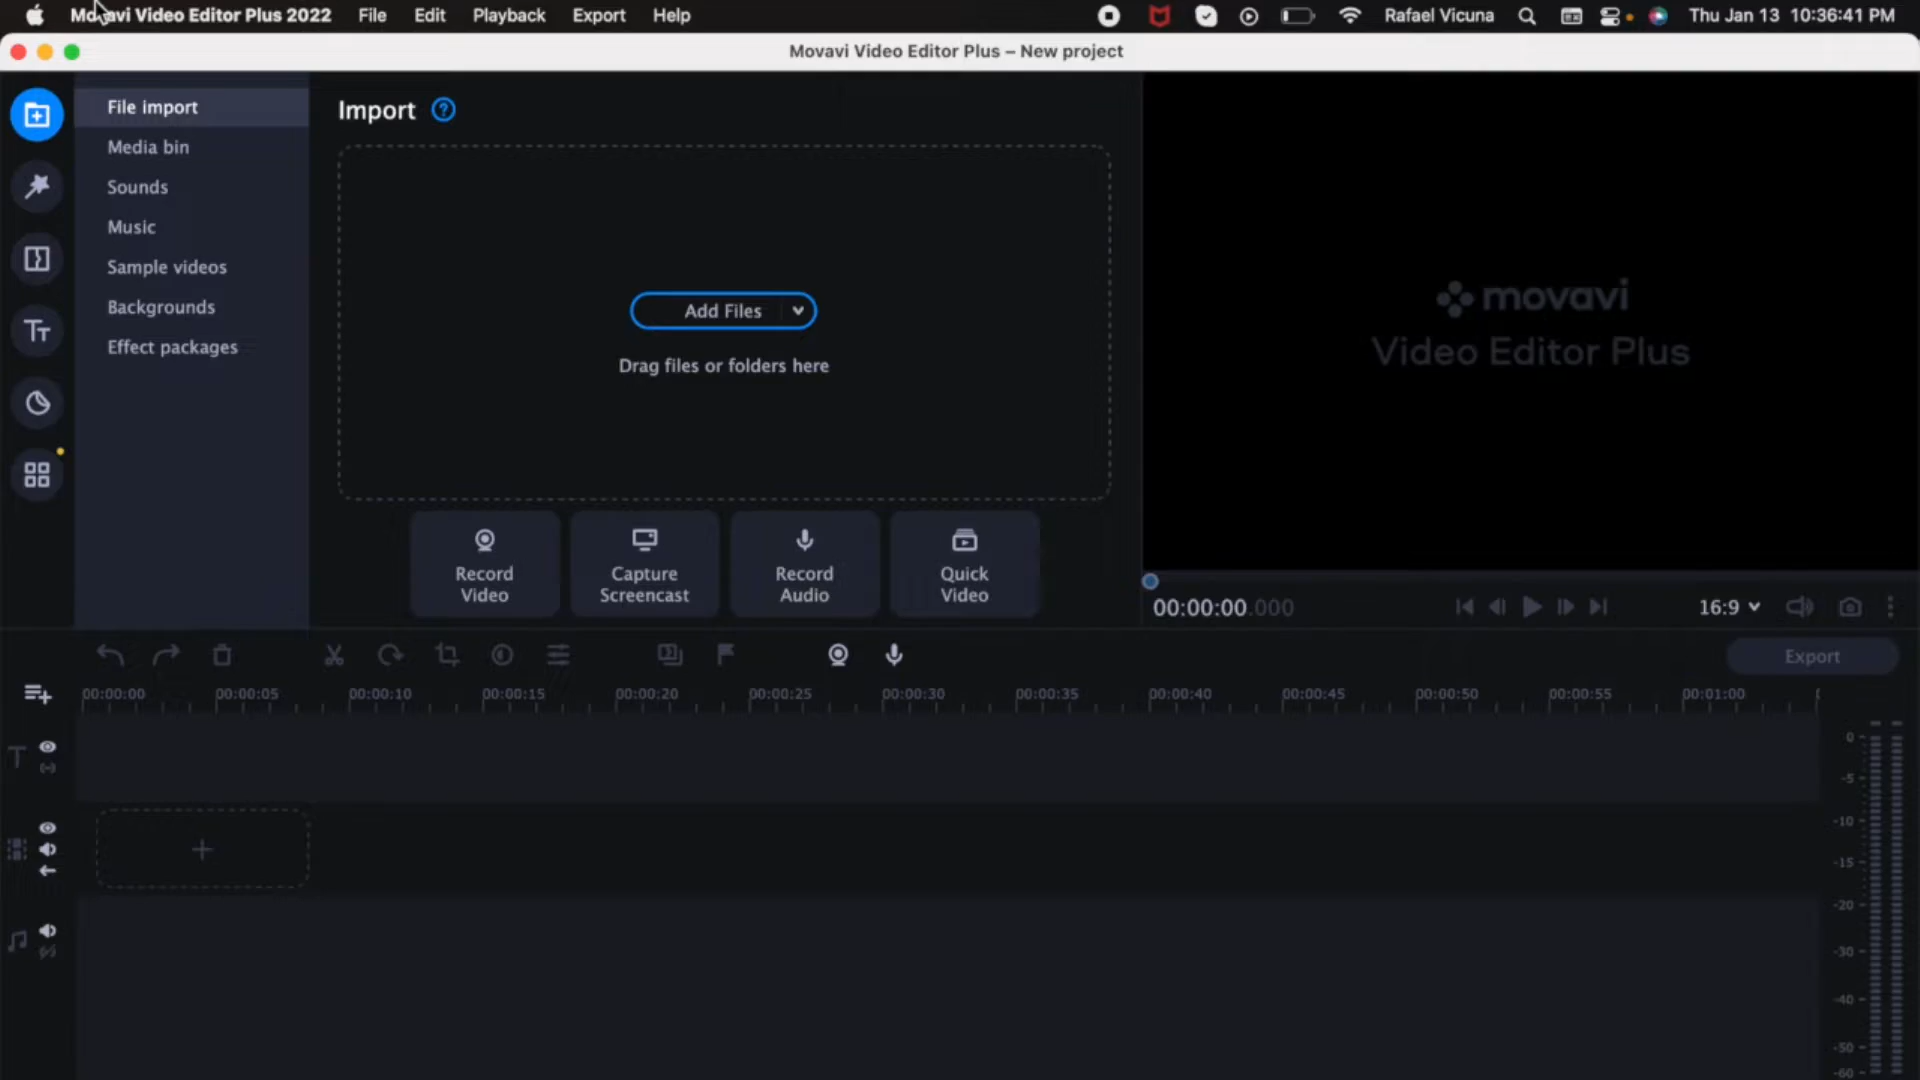 Movavi Video Editor Plus 2022 File Edit Playback Export Help Rafael Vicuna Thu Jan 13 10:36:41 PM
Movavi Video Editor Plus – New project
File import
Media bin
Sounds
Music
Sample videos
Backgrounds
Effect packages
Import ?
Add Files
Drag files or folders here
Record Video
Capture Screencast
Record Audio
Quick Video
movavi
Video Editor Plus
00:00:00.000
16:9
Export
00:00:00 00:00:05 00:00:10 00:00:15 00:00:20 00:00:25 00:00:30 00:00:35 00:00:40 00:00:45 00:00:50 00:00:55 00:01:00
0
-5
-10
-15
-20
-30
-40
-50
-60